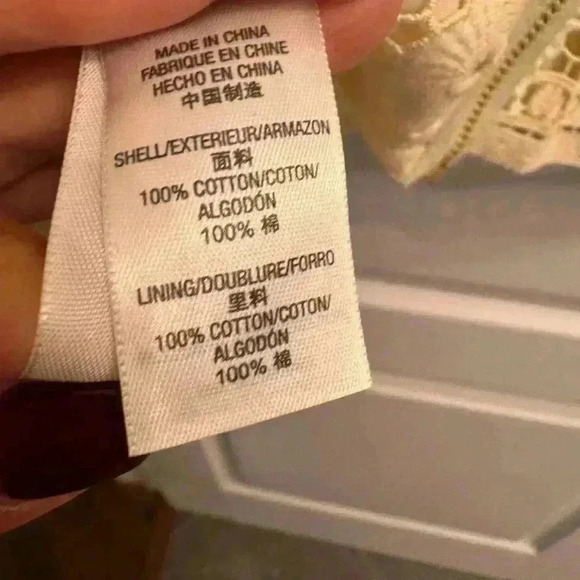 MADE IN CHINA
FABRIQUE EN CHINE
HECHO EN CHINA
中国制造
SHELL/EXTERIEUR/ARMAZON
面料
100% COTTON/COTON/
ALGODÓN
100% 棉
LINING/DOUBLURE/FORRO
里料
100% COTTON/COTON/
ALGODÓN
100% 棉